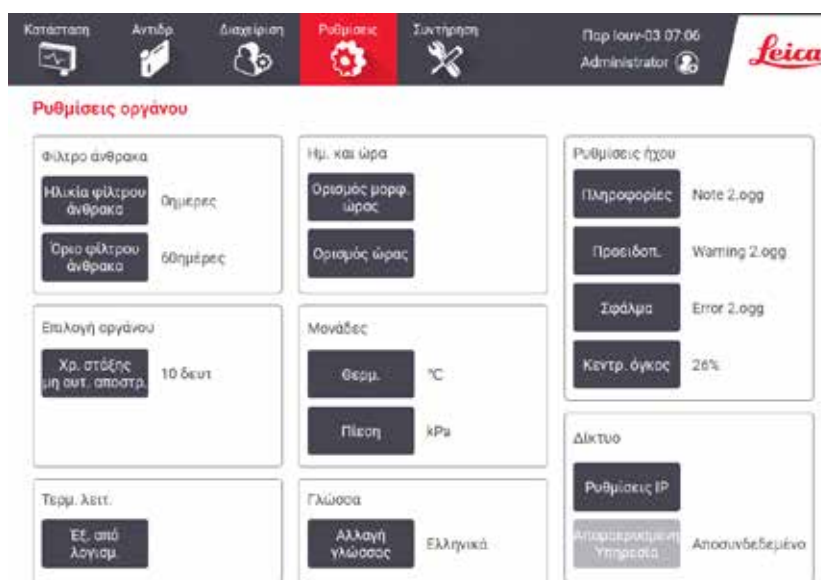 Κατάσταση
Αντιδρ.
Διαχείριση
Ρυθμίσεις
Συντήρηση
Παρ Ιουν-03 07:06
Administrator
Leica
Ρυθμίσεις οργάνου
Φίλτρο άνθρακα
Ηλικία φίλτρου
άνθρακα
0ημερες
Όριο φίλτρου
άνθρακα
60ημέρες
Ημ. και ώρα
Ορισμός μορφ.
ώρας
Ορισμός ώρας
Ρυθμίσεις ήχου
Πληροφορίες
Note 2.ogg
Προειδοπ.
Warning 2.ogg
Σφάλμα
Error 2.ogg
Κεντρ. όγκος
26%
Επιλογή οργάνου
Χρ. στάξης
μη αυτ. αποστρ.
10 δευτ
Μονάδες
Θερμ.
°C
Πίεση
kPa
Δίκτυο
Ρυθμίσεις IP
Απομακρυσμένη
Υπηρεσία
Αποσυνδεδεμένο
Τερμ. λειτ.
Έξ. από
λογισμ.
Γλώσσα
Αλλαγή
γλώσσας
Ελληνικά